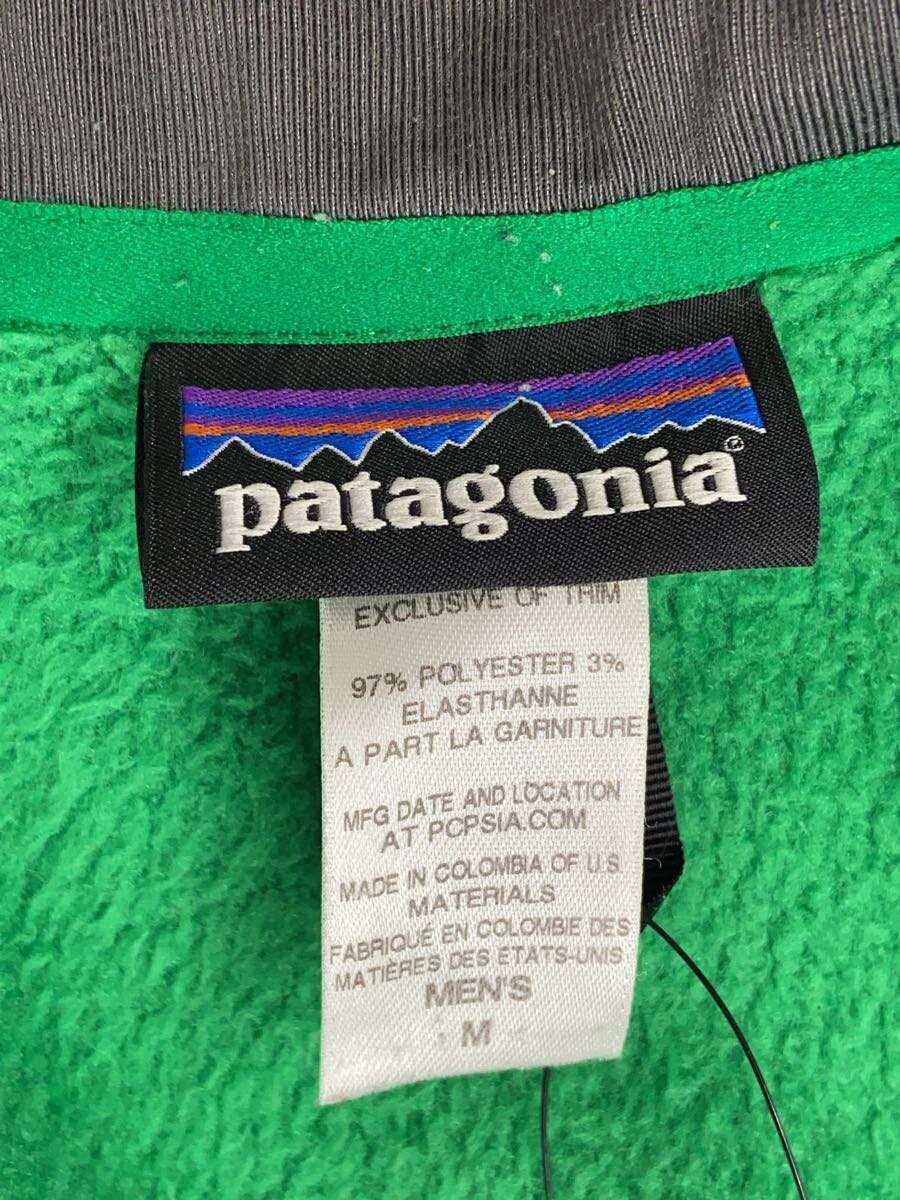 patagonia®
EXCLUSIVE OF TRIM
97% POLYESTER 3%
ELASTHANNE
A PART LA GARNITURE
MFG DATE AND LOCATION
AT PCPSIA.COM
MADE IN COLOMBIA OF U.S.
MATERIALS
FABRIQUÉ EN COLOMBIE DES
MATIÈRES DES ÉTATS-UNIS
MEN'S
M